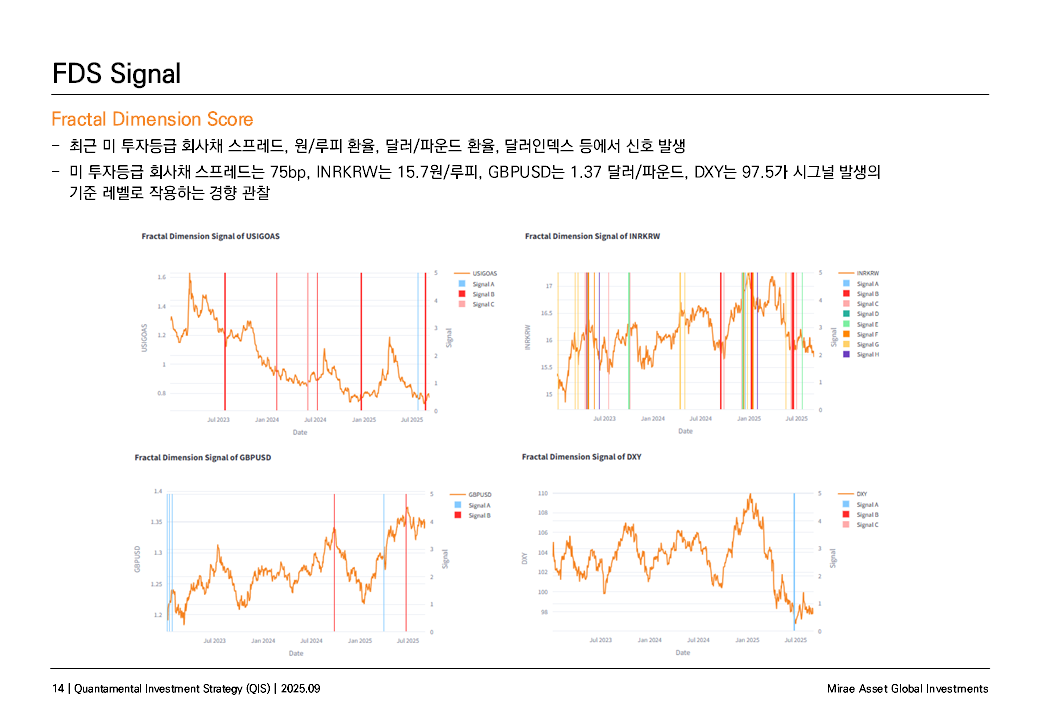 FDS Signal
Fractal Dimension Score
– 최근 미 투자등급 회사채 스프레드, 원/루피 환율, 달러/파운드 환율, 달러인덱스 등에서 신호 발생
– 미 투자등급 회사채 스프레드는 75bp, INRKRW는 15.7원/루피, GBPUSD는 1.37 달러/파운드, DXY는 97.5가 시그널 발생의
기준 레벨로 작용하는 경향 관찰
Fractal Dimension Signal of USIGOAS
1.6
1.4
1.2
1
0.8
USIGOAS
5
4
3
2
1
0
Signal
Jul 2023
Jan 2024
Jul 2024
Jan 2025
Jul 2025
Date
USIGOAS
Signal A
Signal B
Signal C
Fractal Dimension Signal of INRKRW
17
16.5
16
15.5
15
INRKRW
5
4
3
2
1
0
Signal
Jul 2023
Jan 2024
Jul 2024
Jan 2025
Jul 2025
Date
INRKRW
Signal A
Signal B
Signal C
Signal D
Signal E
Signal F
Signal G
Signal H
Fractal Dimension Signal of GBPUSD
1.4
1.35
1.3
1.25
1.2
GBPUSD
5
4
3
2
1
0
Signal
Jul 2023
Jan 2024
Jul 2024
Jan 2025
Jul 2025
Date
GBPUSD
Signal A
Signal B
Fractal Dimension Signal of DXY
110
108
106
104
102
100
98
DXY
5
4
3
2
1
0
Signal
Jul 2023
Jan 2024
Jul 2024
Jan 2025
Jul 2025
Date
DXY
Signal A
Signal B
Signal C
14 | Quantamental Investment Strategy (QIS) | 2025.09
Mirae Asset Global Investments